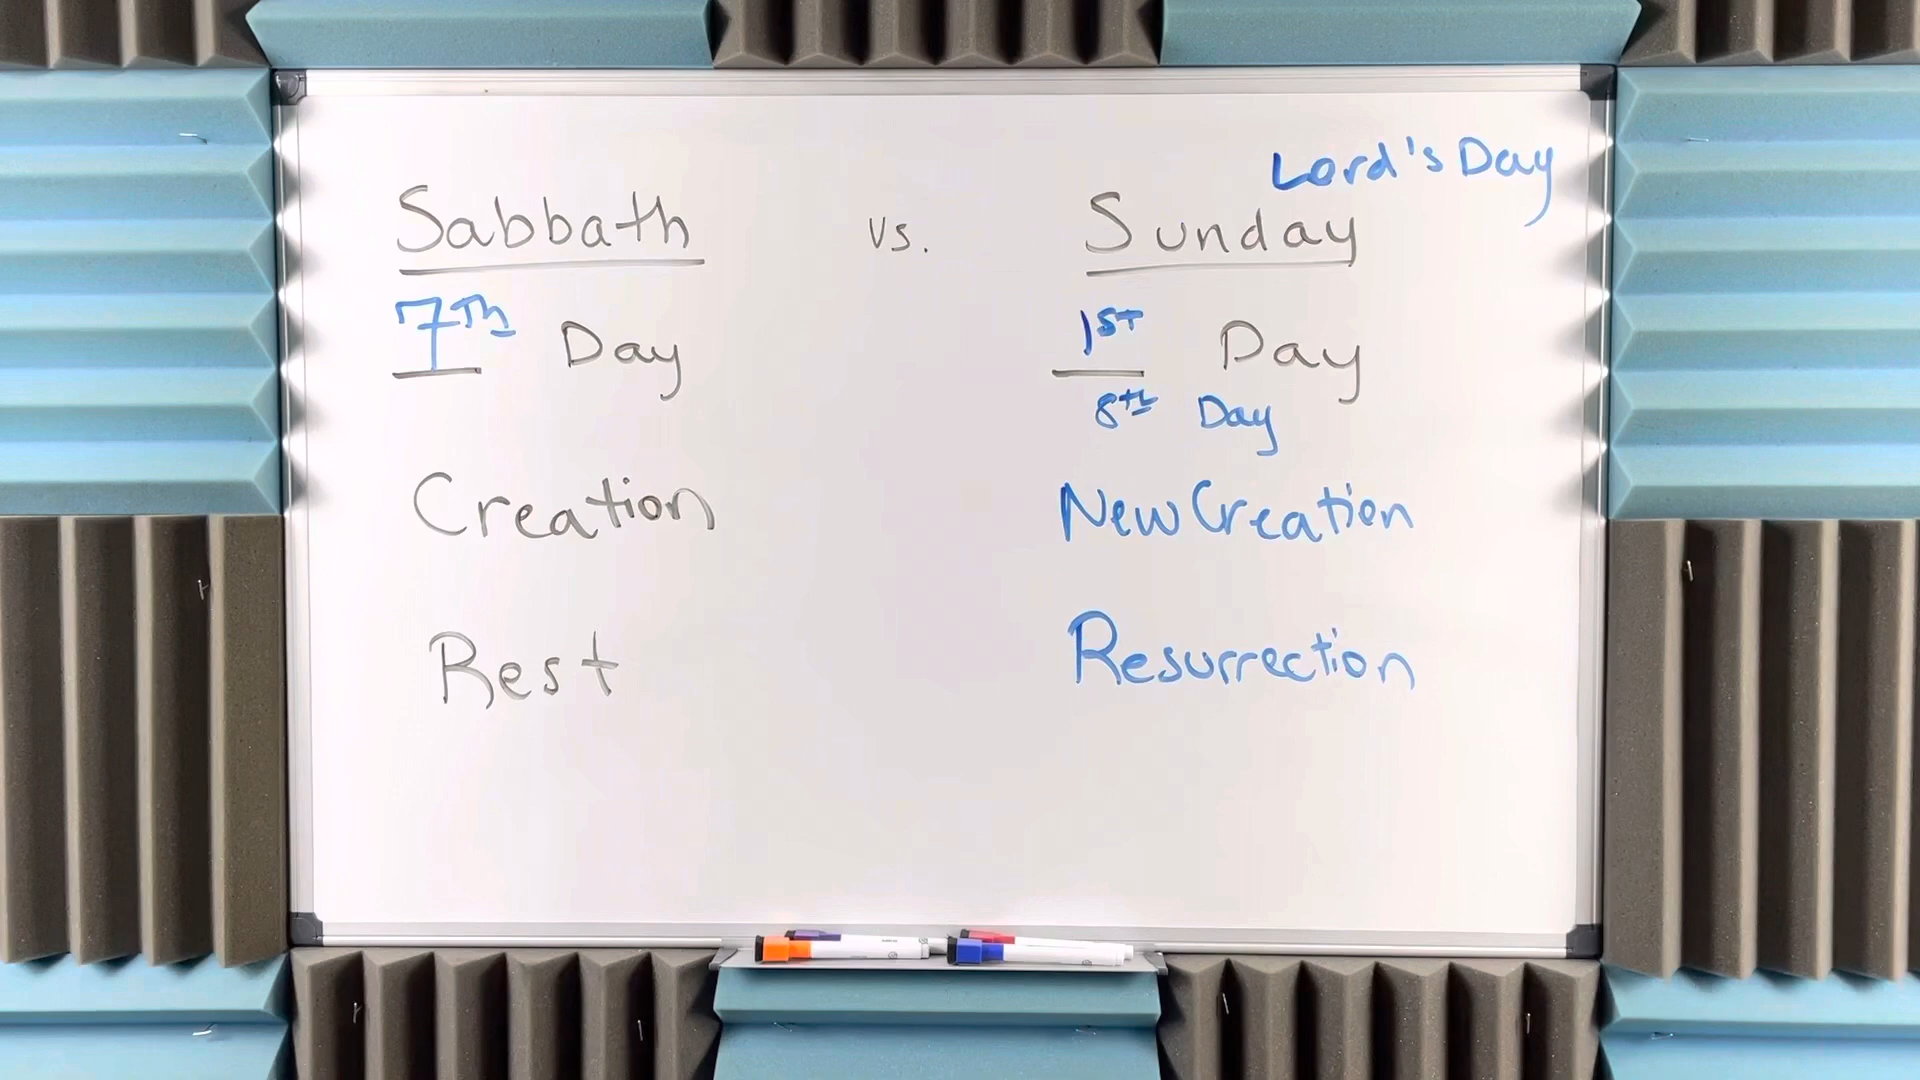 Lord's Day
Sabbath vs. Sunday
7Th Day 1ST Day
8th Day
Creation New Creation
Rest Resurrection